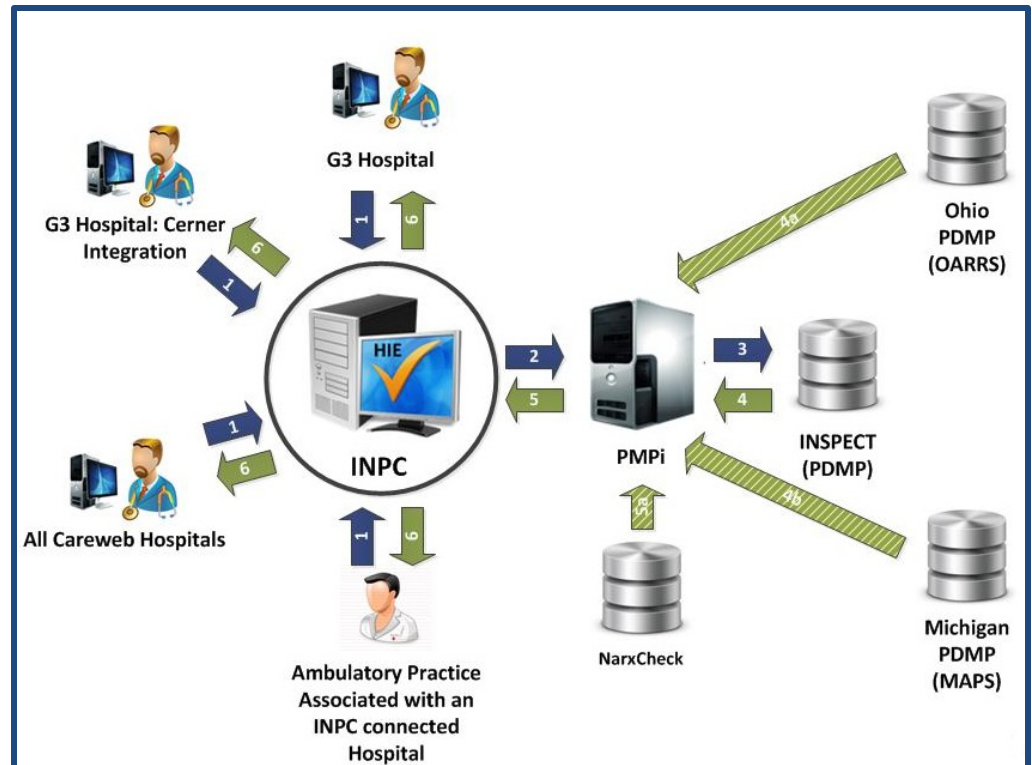 G3 Hospital
G3 Hospital: Cerner
Integration
1
6
6
1
4a
Ohio
PDMP
(OARRS)
HIE
2
3
5
4
INPC
PMPi
INSPECT
(PDMP)
1
6
All Careweb Hospitals
1
6
5a
4b
NarxCheck
Michigan
PDMP
(MAPS)
Ambulatory Practice
Associated with an
INPC connected
Hospital